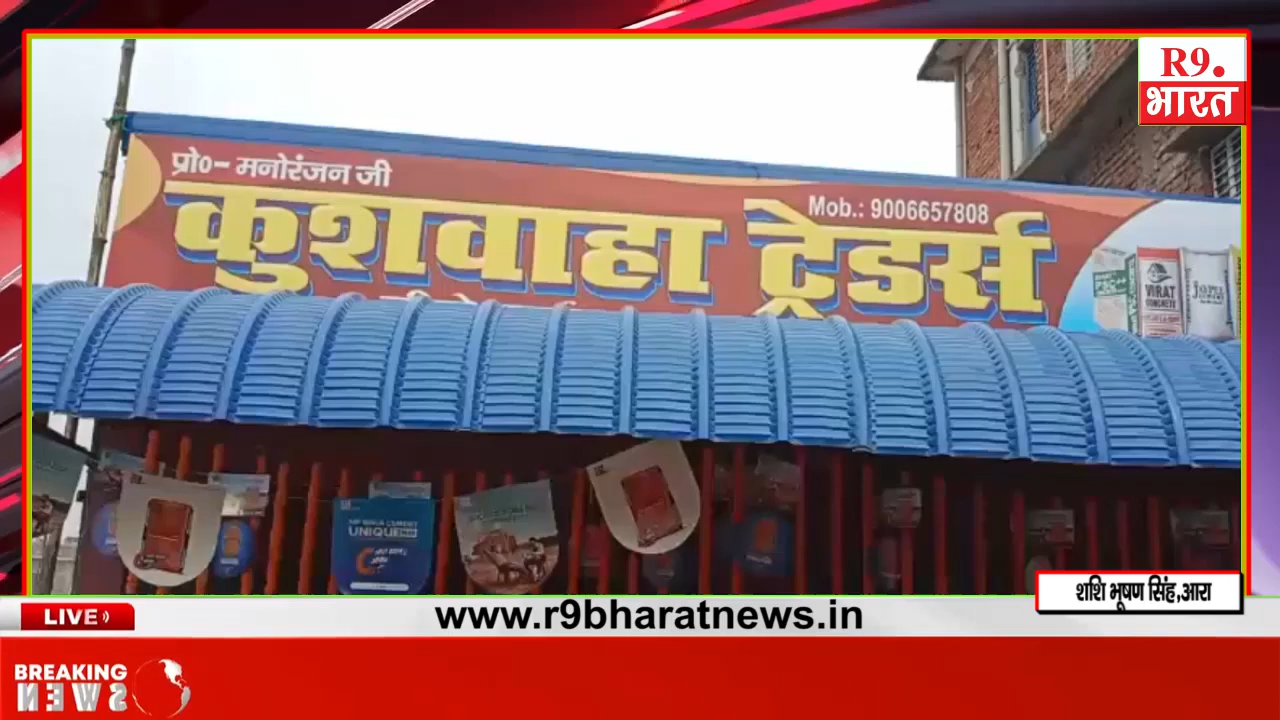 R9.
भारत
प्रो०- मनोरंजन जी
Mob.: 9006657808
कुशवाहा ट्रेडर्स
VIRAT
CONCRETE
UNIQUE
शशि भूषण सिंह,आरा
LIVE
www.r9bharatnews.in
BREAKING
NEWS